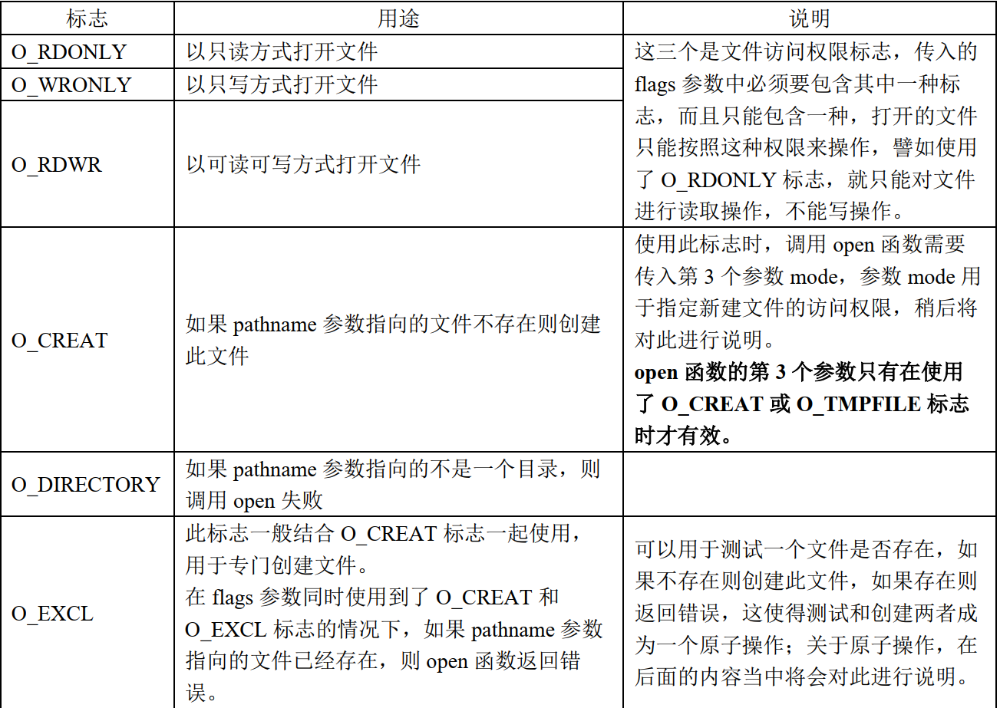 标志
用途
说明
O_RDONLY
以只读方式打开文件
O_WRONLY
以只写方式打开文件
O_RDWR
以可读可写方式打开文件
这三个是文件访问权限标志，传入的
flags 参数中必须要包含其中一种标
志，而且只能包含一种，打开的文件
只能按照这种权限来操作，譬如使用
了 O_RDONLY 标志，就只能对文件
进行读取操作，不能写操作。
O_CREAT
如果 pathname 参数指向的文件不存在则创建
此文件
使用此标志时，调用 open 函数需要
传入第 3 个参数 mode，参数 mode 用
于指定新建文件的访问权限，稍后将
对此进行说明。
open 函数的第 3 个参数只有在使用
了 O_CREAT 或 O_TMPFILE 标志
时才有效。
O_DIRECTORY
如果 pathname 参数指向的不是一个目录，则
调用 open 失败
O_EXCL
此标志一般结合 O_CREAT 标志一起使用，
用于专门创建文件。
在 flags 参数同时使用到了 O_CREAT 和
O_EXCL 标志的情况下，如果 pathname 参数
指向的文件已经存在，则 open 函数返回错
误。
可以用于测试一个文件是否存在，如
果不存在则创建此文件，如果存在则
返回错误，这使得测试和创建两者成
为一个原子操作；关于原子操作，在
后面的内容当中将会对此进行说明。